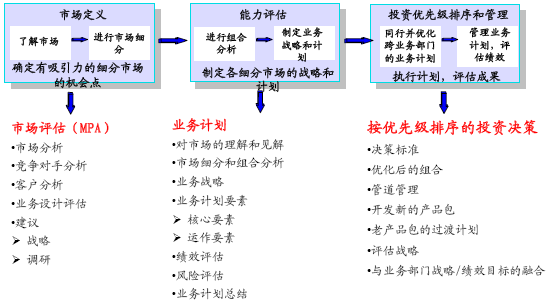 市场定义
了解市场
进行市场细
分
确定有吸引力的细分市场
的机会点
能力评估
进行组合
分析
制定业务
战略和计
划
制定各细分市场的战略和
计划
投资优先级排序和管理
同行并优化
跨业务部门
的业务计划
管理业务
计划，评
估绩效
执行计划，评估成果
市场评估（MPA）
•市场分析
•竞争对手分析
•客户分析
•业务设计评估
•建议
➢ 战略
➢ 调研
业务计划
•对市场的理解和见解
•市场细分和组合分析
•业务战略
•业务计划要素
➢ 核心要素
➢ 运作要素
•绩效评估
•风险评估
•业务计划总结
按优先级排序的投资决策
•决策标准
•优化后的组合
•管道管理
•开发新的产品包
•老产品包的过渡计划
•评估战略
•与业务部门战略/绩效目标的融合